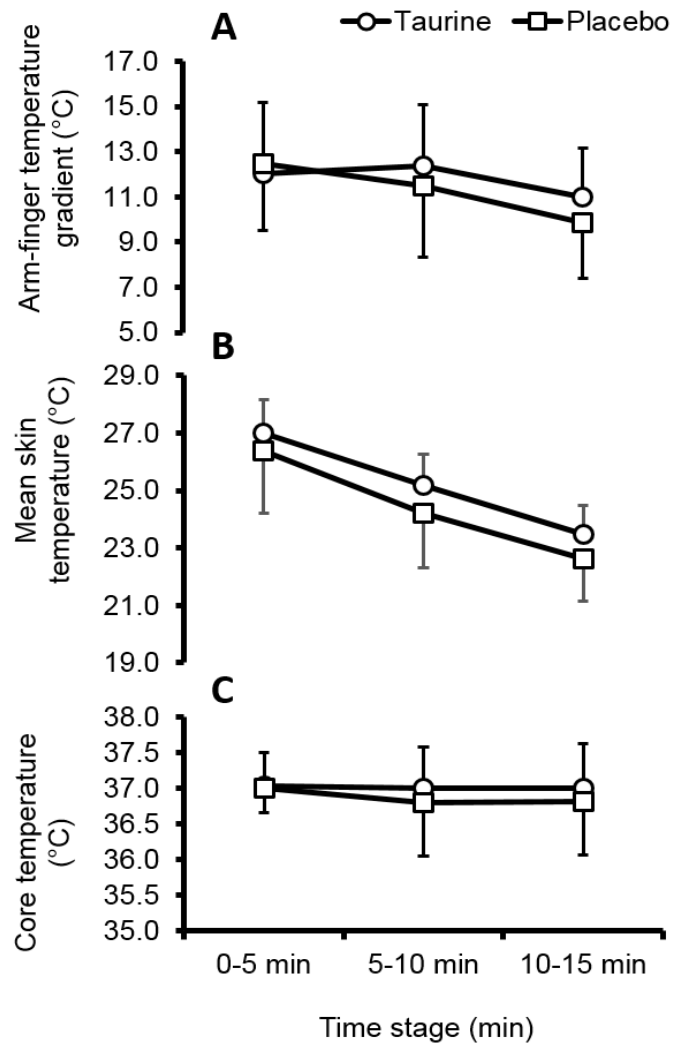 A
Taurine Placebo
Arm-finger temperature
gradient (°C)
17.0
15.0
13.0
11.0
9.0
7.0
5.0
B
Mean skin
temperature (°C)
29.0
27.0
25.0
23.0
21.0
19.0
C
Core temperature
(°C)
38.0
37.5
37.0
36.5
36.0
35.5
35.0
0-5 min 5-10 min 10-15 min
Time stage (min)